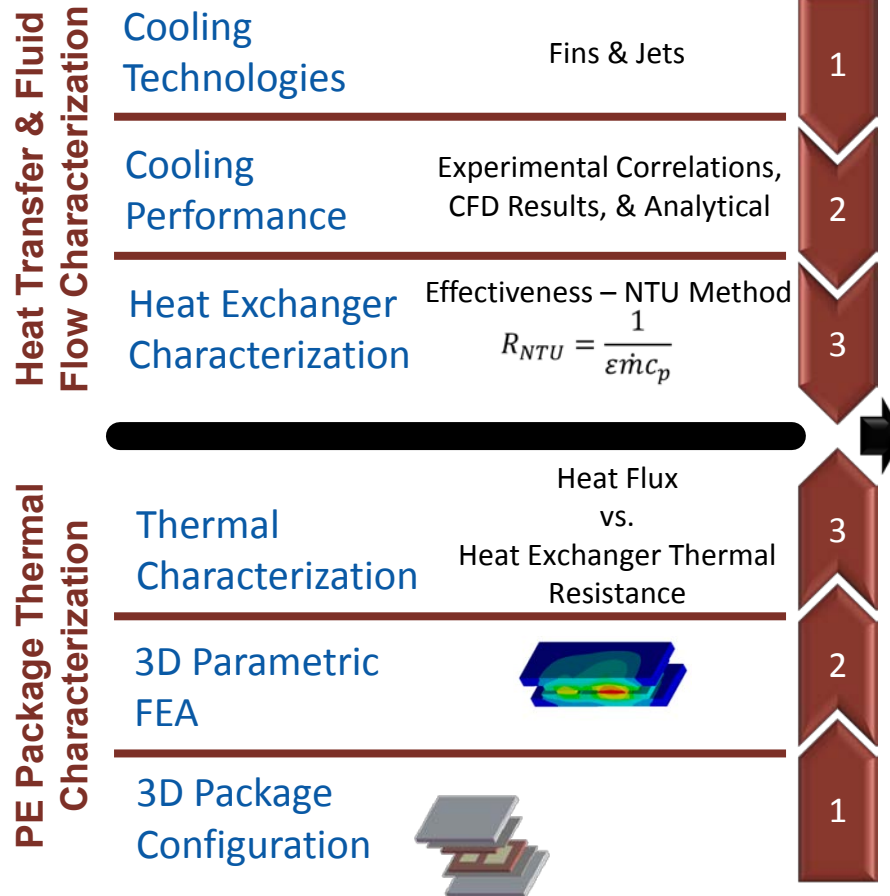 Heat Transfer & Fluid
Flow Characterization
Cooling
Technologies
Fins & Jets
1
Cooling
Performance
Experimental Correlations,
CFD Results, & Analytical
2
Heat Exchanger
Characterization
Effectiveness – NTU Method
R_NTU = 1 / εṁc_p
3
PE Package Thermal
Characterization
Thermal
Characterization
Heat Flux
vs.
Heat Exchanger Thermal
Resistance
3
3D Parametric
FEA
2
3D Package
Configuration
1